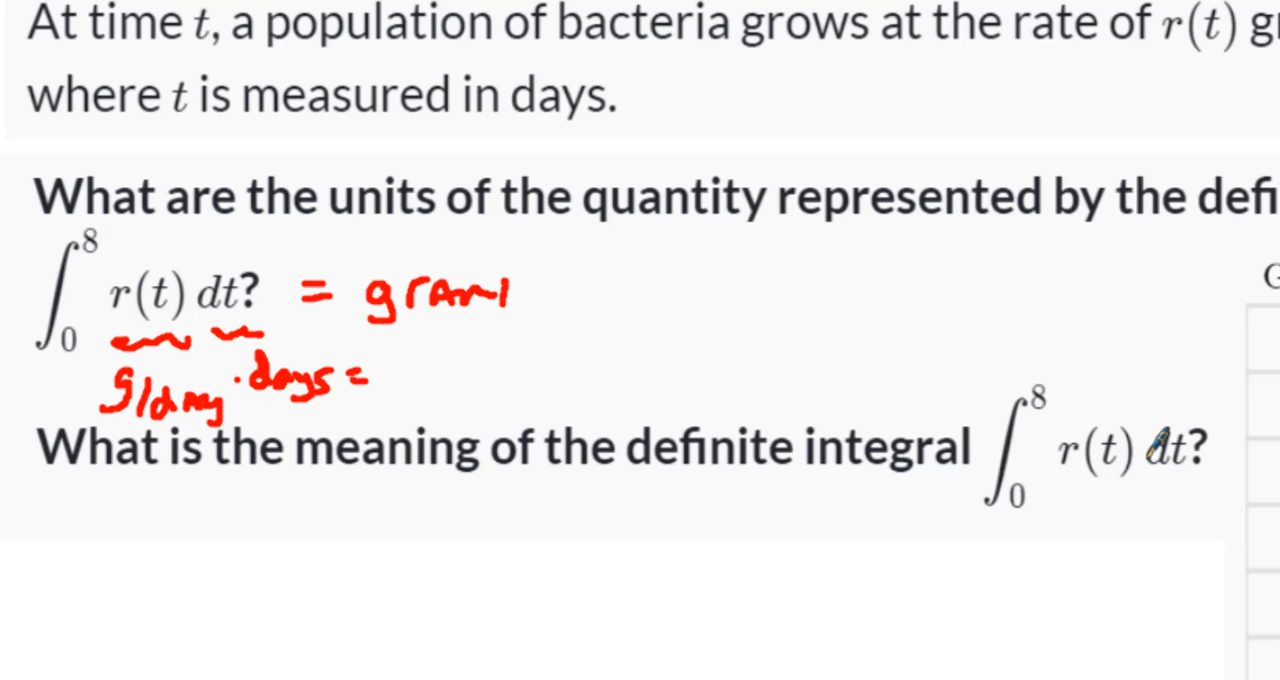 At time t, a population of bacteria grows at the rate of r(t) gr
where t is measured in days.
What are the units of the quantity represented by the defi
∫₀⁸ r(t) dt? = gram
g/day · days =
What is the meaning of the definite integral ∫₀⁸ r(t) dt?
G